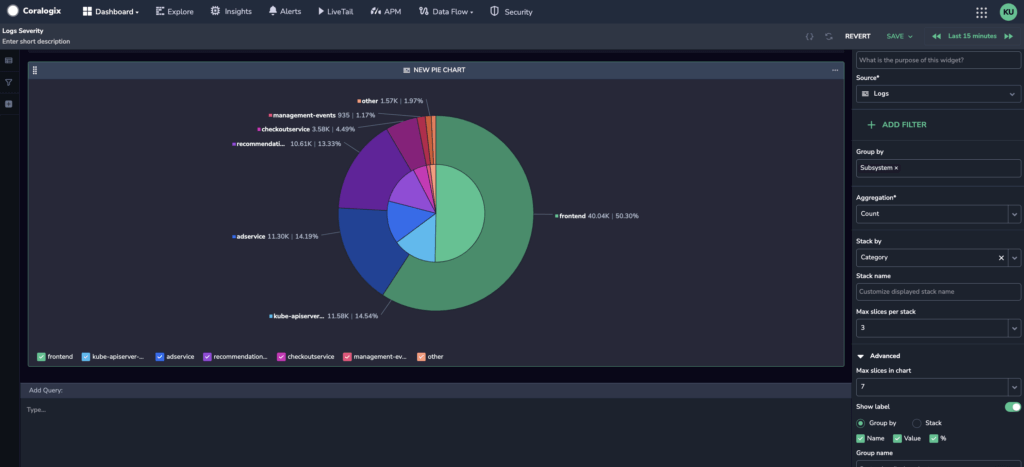 Coralogix
Dashboard
Explore
Insights
Alerts
LiveTail
APM
Data Flow
Security
KU
Logs Severity
Enter short description
REVERT
SAVE
Last 15 minutes
NEW PIE CHART
other 1.57K | 1.97%
management-events 935 | 1.17%
checkoutservice 3.58K | 4.49%
recommendati... 10.61K | 13.33%
frontend 40.04K | 50.30%
adservice 11.30K | 14.19%
kube-apiserver... 11.58K | 14.54%
frontend
kube-apiserver-...
adservice
recommendation...
checkoutservice
management-ev...
other
Add Query:
Type...
What is the purpose of this widget?
Source*
Logs
+ ADD FILTER
Group by
Subsystem ×
Aggregation*
Count
Stack by
Category
Stack name
Customize displayed stack name
Max slices per stack
3
Advanced
Max slices in chart
7
Show label
Group by
Stack
Name
Value
%
Group name